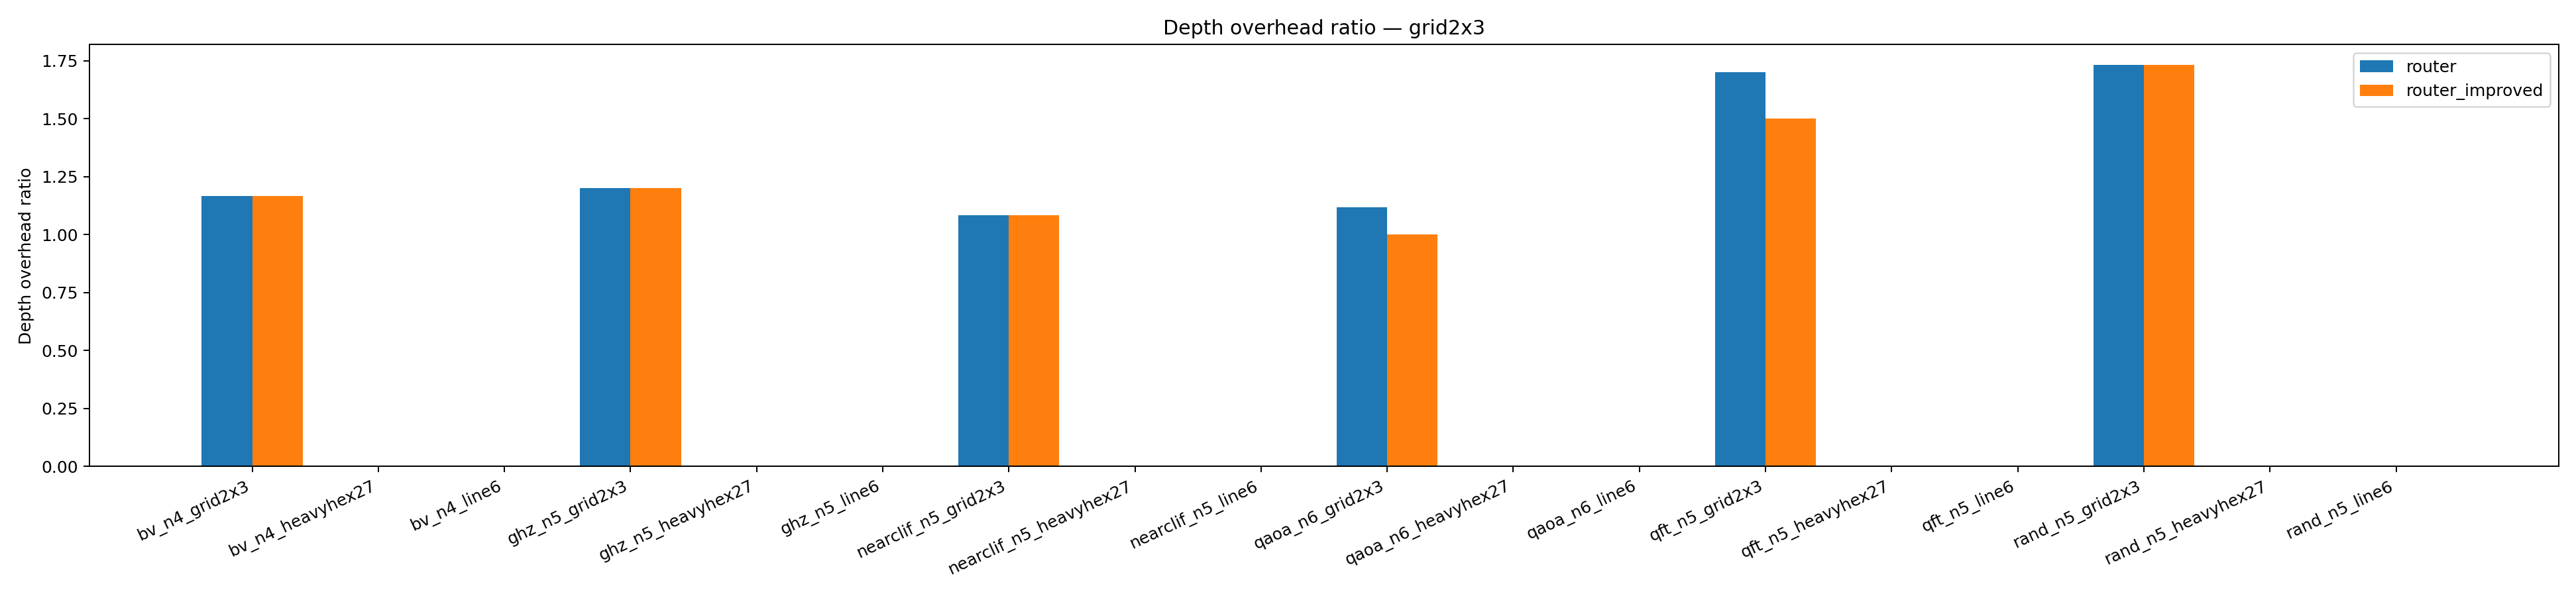 Depth overhead ratio — grid2x3
Depth overhead ratio
1.75
1.50
1.25
1.00
0.75
0.50
0.25
0.00
router
router_improved
bv_n4_grid2x3
bv_n4_heavyhex27
bv_n4_line6
ghz_n5_grid2x3
ghz_n5_heavyhex27
ghz_n5_line6
nearclif_n5_grid2x3
nearclif_n5_heavyhex27
nearclif_n5_line6
qaoa_n6_grid2x3
qaoa_n6_heavyhex27
qaoa_n6_line6
qft_n5_grid2x3
qft_n5_heavyhex27
qft_n5_line6
rand_n5_grid2x3
rand_n5_heavyhex27
rand_n5_line6